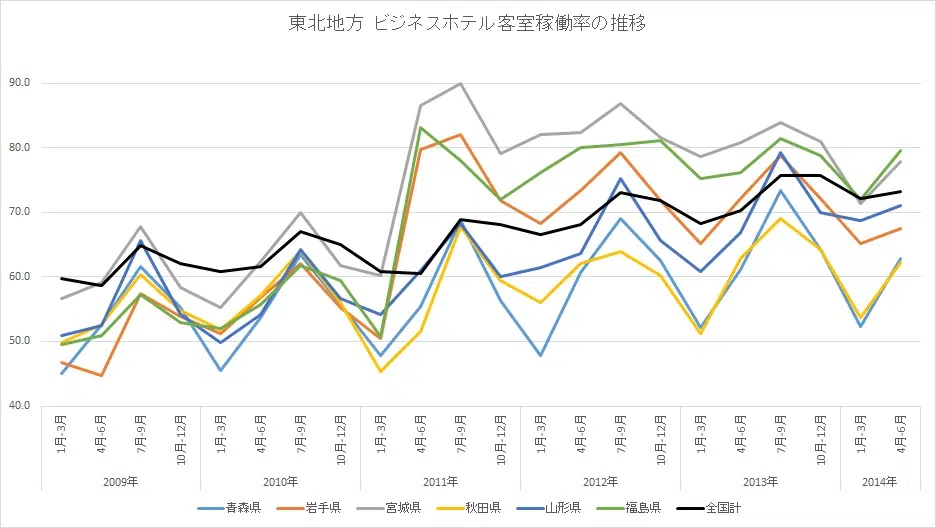 東北地方 ビジネスホテル客室稼働率の推移
90.0
80.0
70.0
60.0
50.0
40.0
1月-3月 4月-6月 7月-9月 10月-12月 1月-3月 4月-6月 7月-9月 10月-12月 1月-3月 4月-6月 7月-9月 10月-12月 1月-3月 4月-6月 7月-9月 10月-12月 1月-3月 4月-6月 7月-9月 10月-12月 1月-3月 4月-6月
2009年 2010年 2011年 2012年 2013年 2014年
青森県 岩手県 宮城県 秋田県 山形県 福島県 全国計